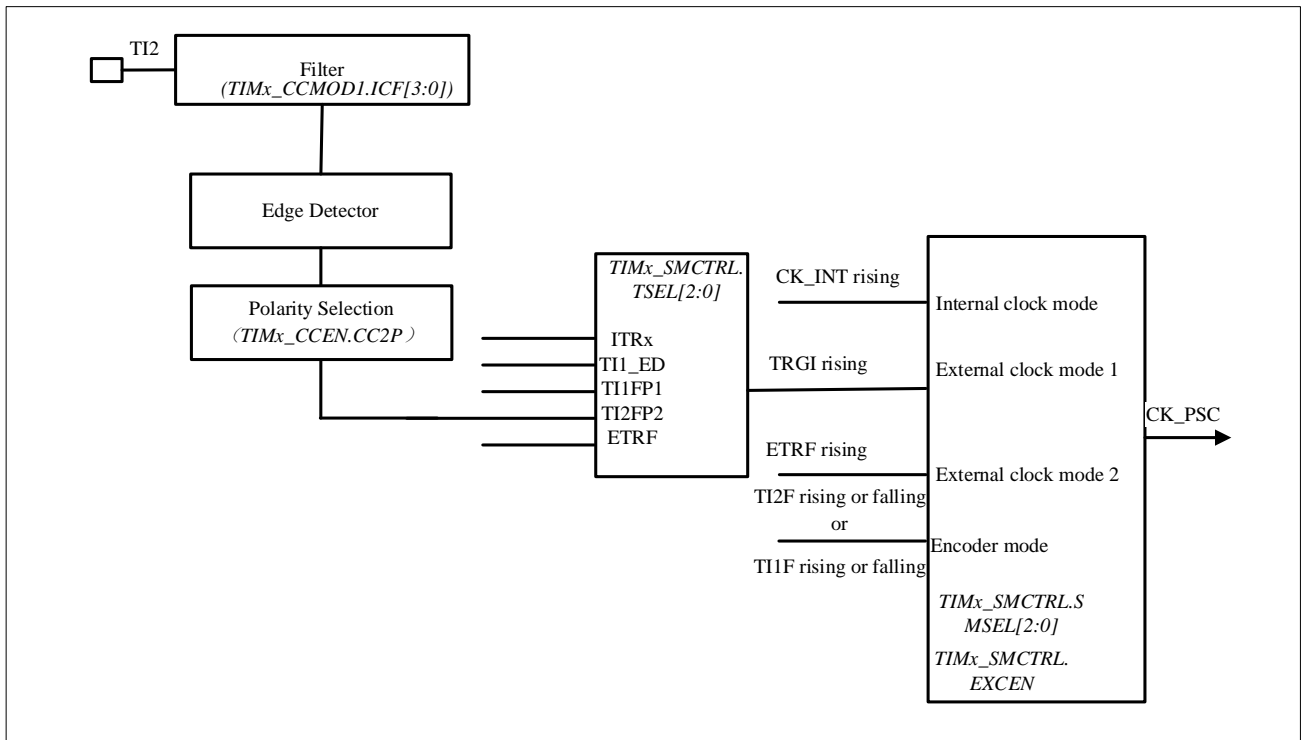 TI2
Filter
(TIMx_CCMOD1.ICF[3:0])
Edge Detector
Polarity Selection
（TIMx_CCEN.CC2P）
TIMx_SMCTRL.
TSEL[2:0]
ITRx
TI1_ED
TI1FP1
TI2FP2
ETRF
CK_INT rising
TRGI rising
ETRF rising
TI2F rising or falling
or
TI1F rising or falling
Internal clock mode
External clock mode 1
External clock mode 2
Encoder mode
TIMx_SMCTRL.S
MSEL[2:0]
TIMx_SMCTRL.
EXCEN
CK_PSC